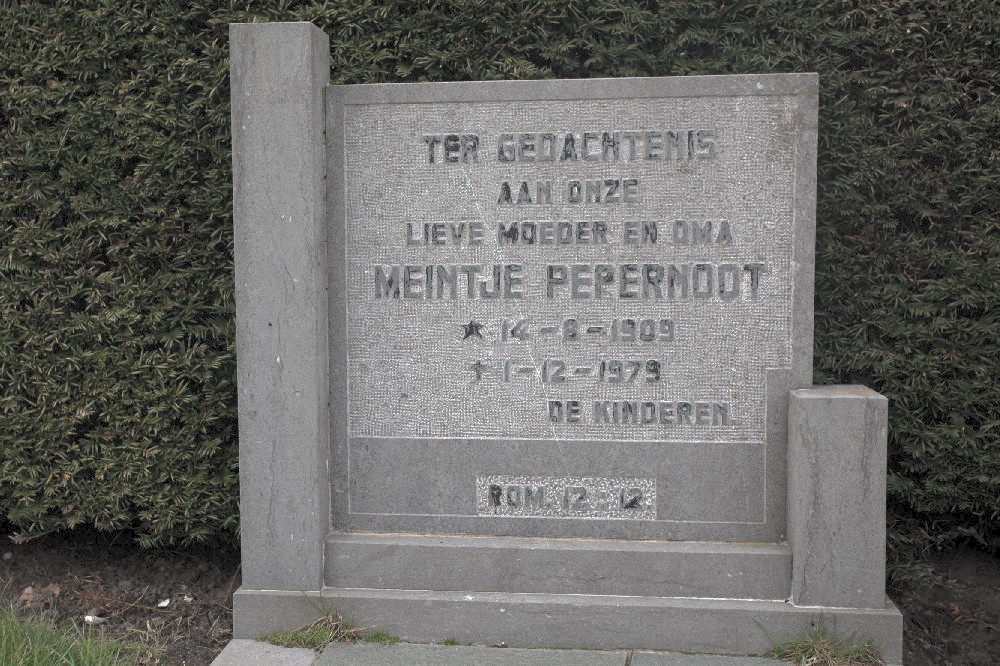 TER GEDACHTENIS
AAN ONZE
LIEVE MOEDER EN OMA
MEINTJE PEPERNOOT
★ 14-8-1909
† 1-12-1979
DE KINDEREN.
ROM. 12-12